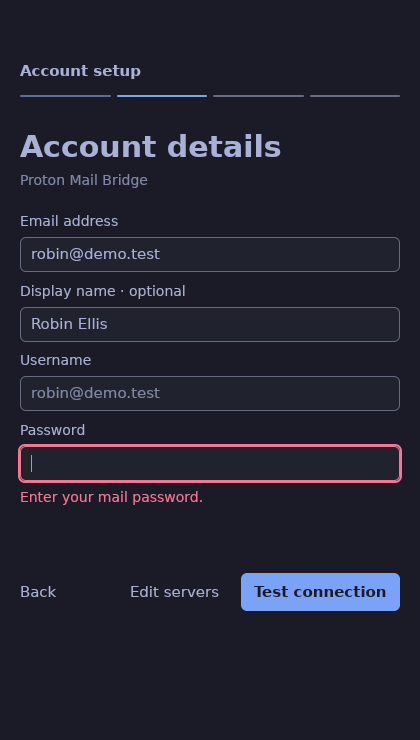 Account setup
Account details
Proton Mail Bridge
Email address
robin@demo.test
Display name · optional
Robin Ellis
Username
robin@demo.test
Password
Enter your mail password.
Back Edit servers Test connection